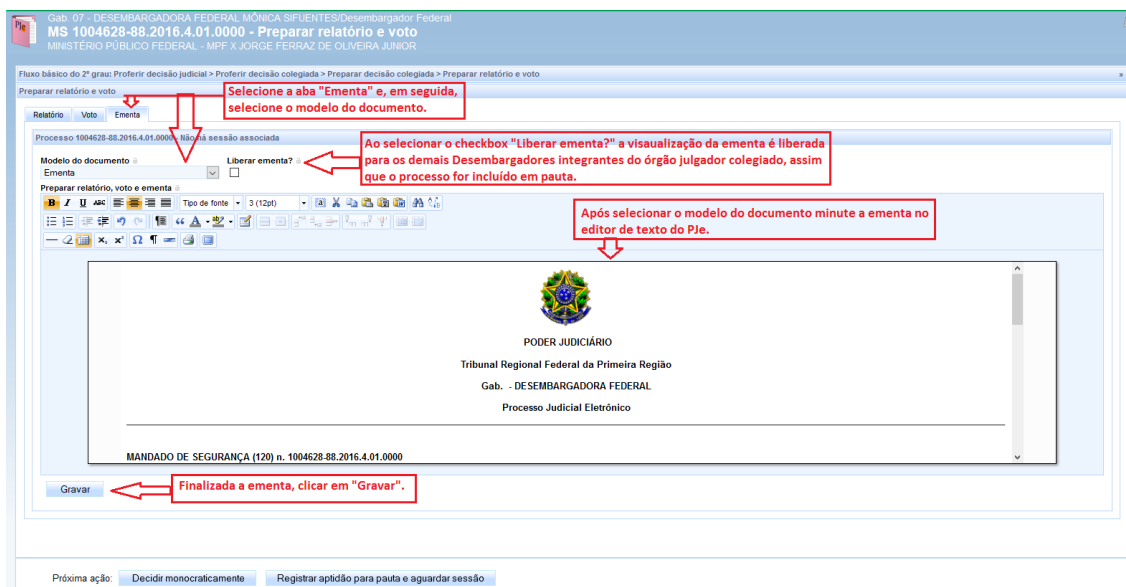 PJe
Gab. 07 - DESEMBARGADORA FEDERAL MÔNICA SIFUENTES/Desembargador Federal
MS 1004628-88.2016.4.01.0000 - Preparar relatório e voto
MINISTÉRIO PÚBLICO FEDERAL - MPF X JORGE FERRAZ DE OLIVEIRA JUNIOR
Fluxo básico do 2º grau: Proferir decisão judicial > Proferir decisão colegiada > Preparar decisão colegiada > Preparar relatório e voto
Preparar relatório e voto
Selecione a aba "Ementa" e, em seguida,
selecione o modelo do documento.
Relatório Voto Ementa
Processo 1004628-88.2016.4.01.0000 - Não há sessão associada
Ao selecionar o checkbox "Liberar ementa?" a visaualização da ementa é liberada
para os demais Desembargadores integrantes do órgão julgador colegiado, assim
que o processo for incluído em pauta.
Modelo do documento
Liberar ementa?
Ementa
Preparar relatório, voto e ementa
B I U ABC Tipo de fonte 3 (12pt)
Após selecionar o modelo do documento minute a ementa no
editor de texto do PJe.
PODER JUDICIÁRIO
Tribunal Regional Federal da Primeira Região
Gab. - DESEMBARGADORA FEDERAL
Processo Judicial Eletrônico
MANDADO DE SEGURANÇA (120) n. 1004628-88.2016.4.01.0000
Gravar
Finalizada a ementa, clicar em "Gravar".
Próxima ação: Decidir monocraticamente Registrar aptidão para pauta e aguardar sessão